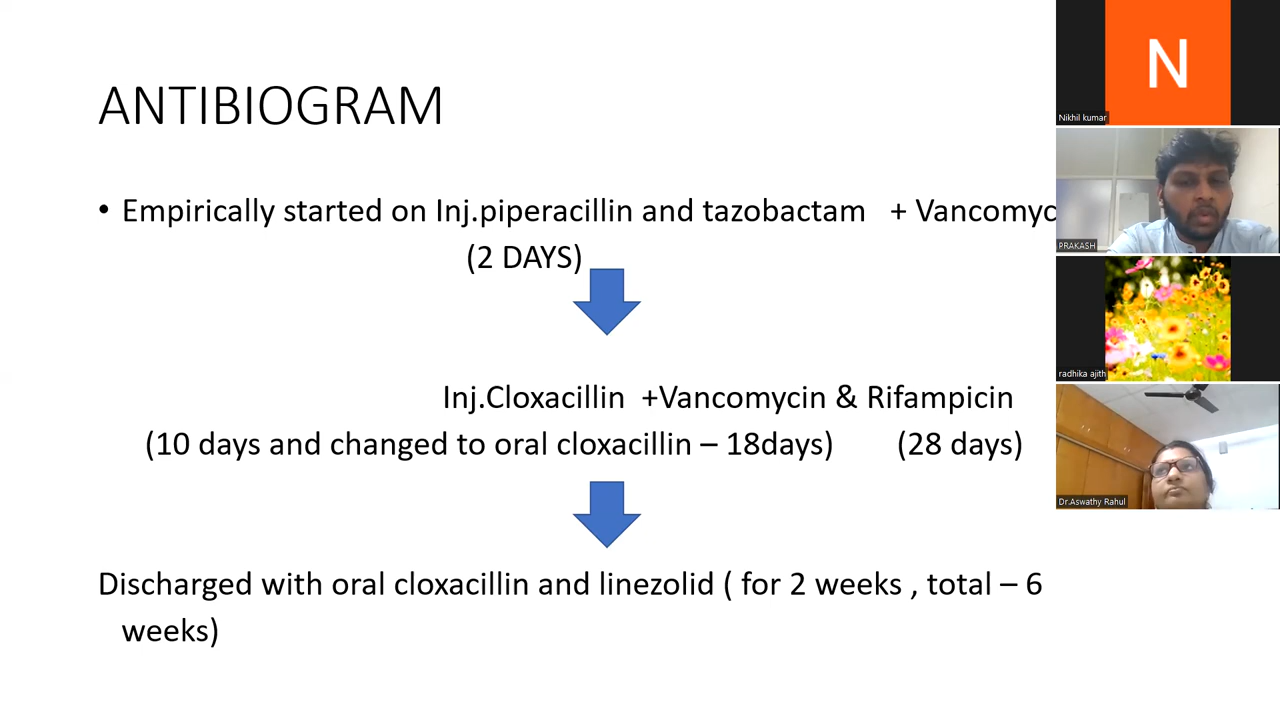 ANTIBIOGRAM
• Empirically started on Inj.piperacillin and tazobactam + Vancomyc
(2 DAYS)
Inj.Cloxacillin +Vancomycin & Rifampicin
(10 days and changed to oral cloxacillin – 18days) (28 days)
Discharged with oral cloxacillin and linezolid ( for 2 weeks , total – 6
weeks)
N
Nikhil kumar
PRAKASH
radhika ajith
Dr.Aswathy Rahul